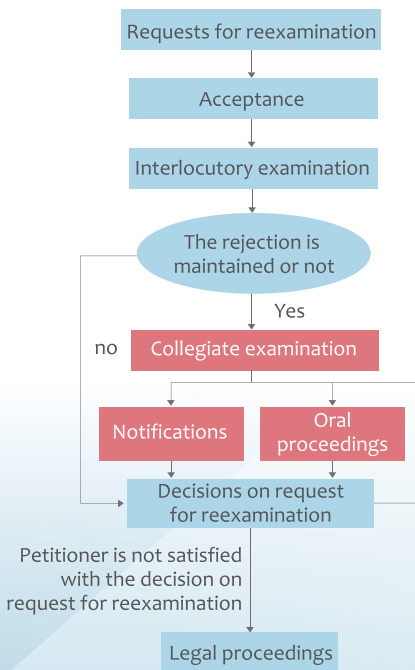 Requests for reexamination
Acceptance
Interlocutory examination
The rejection is
maintained or not
Yes
no
Collegiate examination
Notifications
Oral
proceedings
Decisions on request
for reexamination
Petitioner is not satisfied
with the decision on
request for reexamination
Legal proceedings